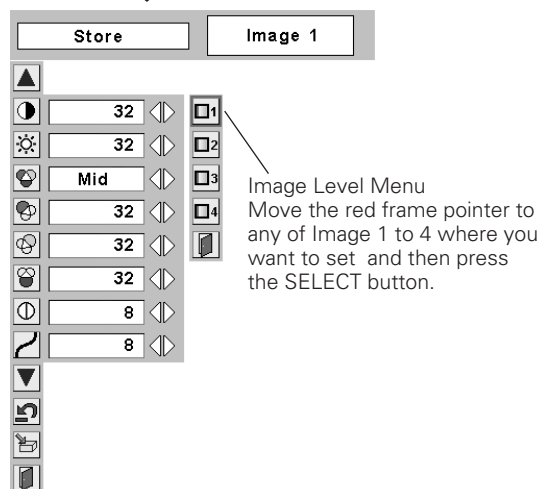 Store
Image 1
32
1
32
2
Mid
3
32
4
32
32
8
8
Image Level Menu
Move the red frame pointer to
any of Image 1 to 4 where you
want to set and then press
the SELECT button.